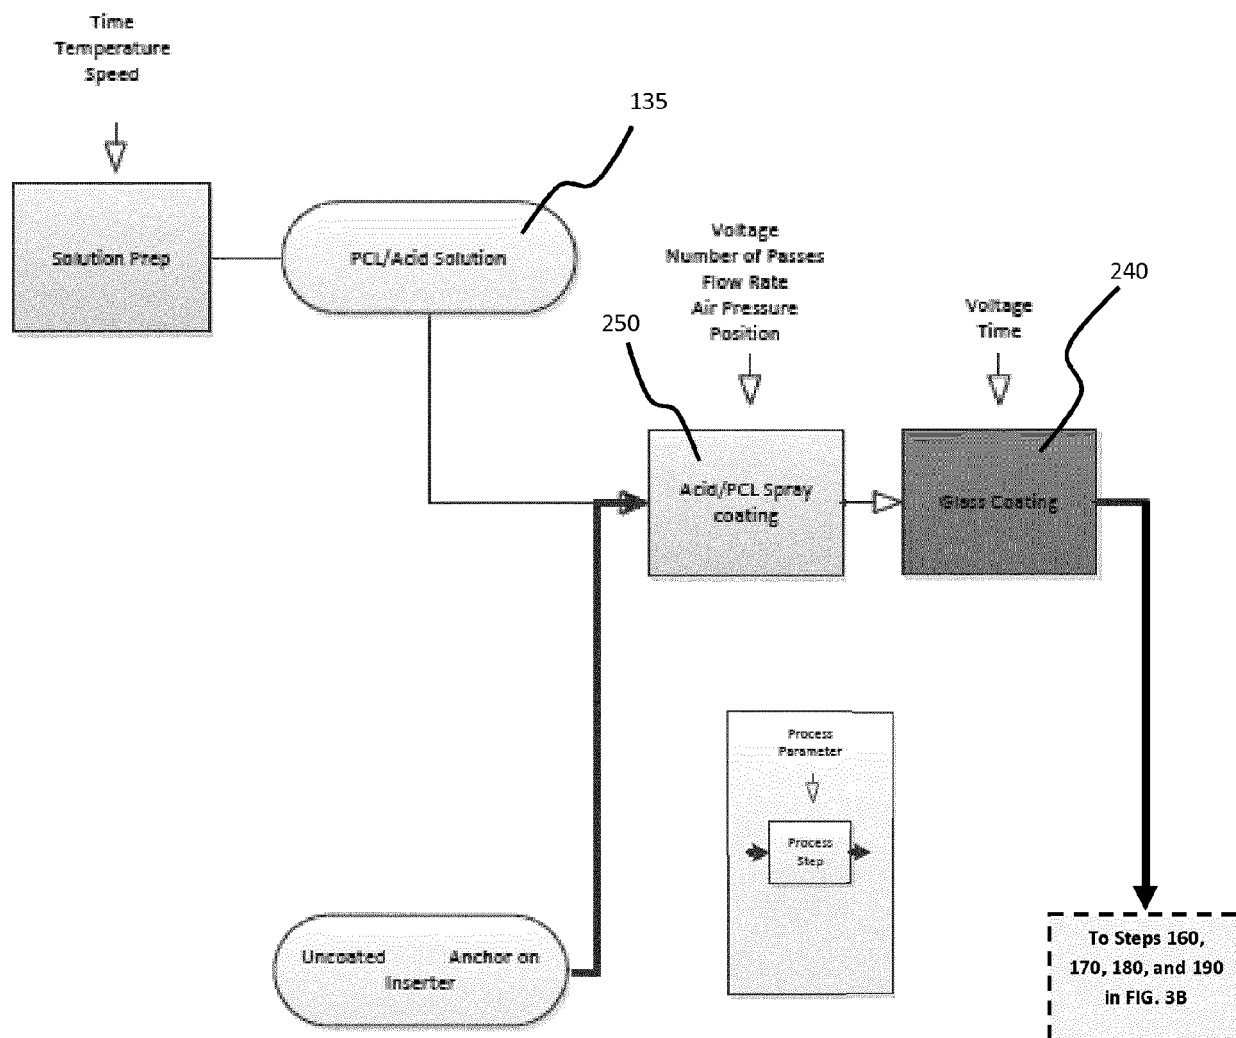 Time
Temperature
Speed
135
Solution Prep
PCL/Acid Solution
Voltage
Number of Passes
Flow Rate
Air Pressure
Position
240
Voltage
Time
250
Acid/PCL Spray
coating
Glass Coating
Process
Parameter
Process
Step
Uncoated Anchor on
Inserter
To Steps 160,
170, 180, and 190
in FIG. 3B